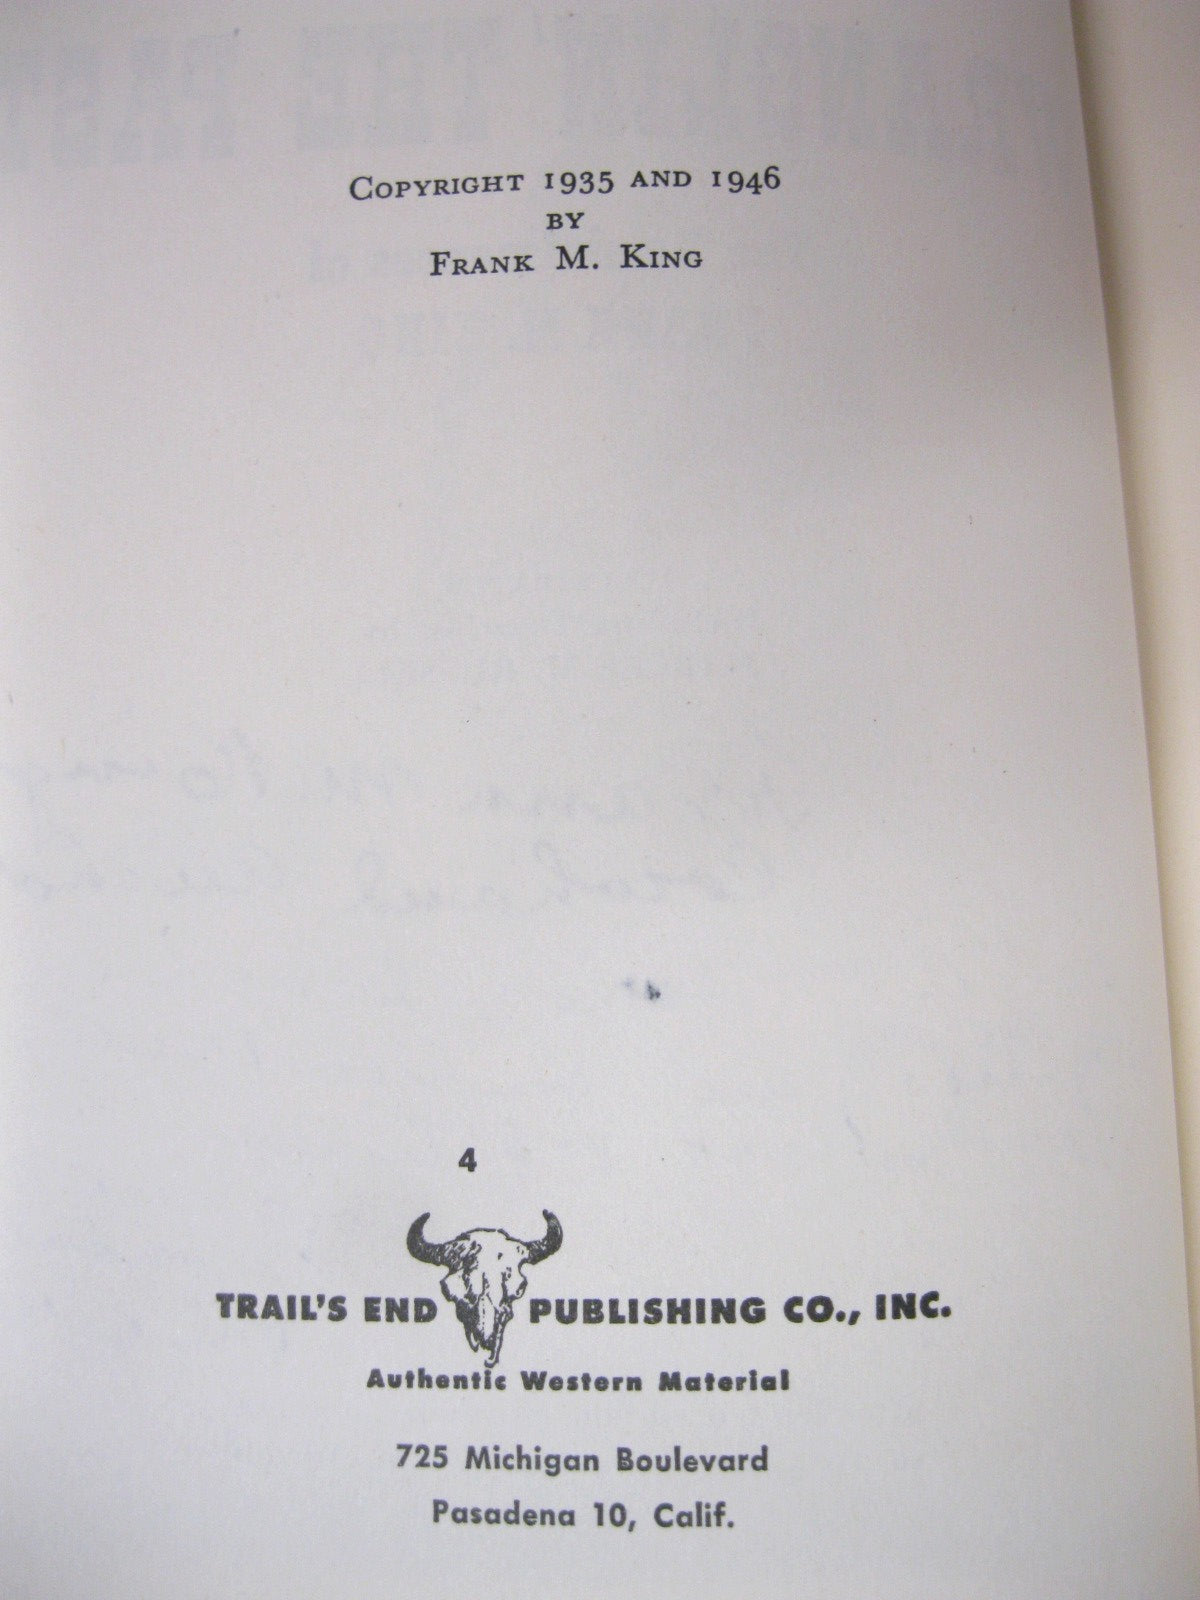 COPYRIGHT 1935 AND 1946
BY
FRANK M. KING
4
TRAIL'S END PUBLISHING CO., INC.
Authentic Western Material
725 Michigan Boulevard
Pasadena 10, Calif.